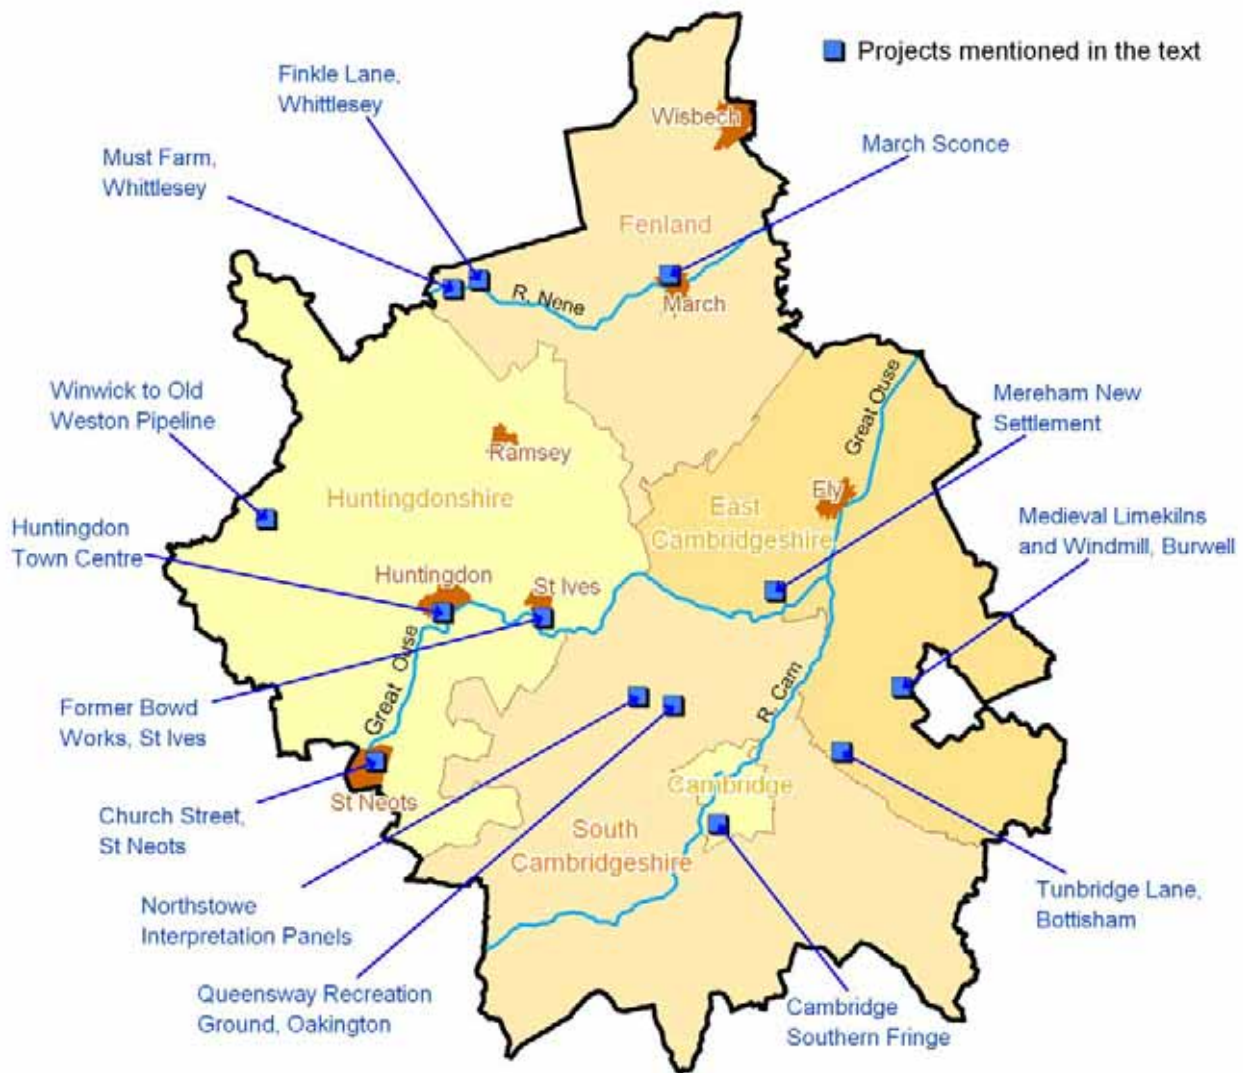 Projects mentioned in the text
Finkle Lane,
Whittlesey
Wisbech
March Sconce
Must Farm,
Whittlesey
Fenland
R. Nene
March
Winwick to Old
Weston Pipeline
Great Ouse
Mereham New
Settlement
Ramsey
Huntingdonshire
Ely
East
Cambridgeshire
Medieval Limekilns
and Windmill, Burwell
Huntingdon
Town Centre
Huntingdon
St Ives
Great Ouse
R. Cam
Former Bowd
Works, St Ives
Cambridge
St Neots
Church Street,
St Neots
South
Cambridgeshire
Tunbridge Lane,
Bottisham
Northstowe
Interpretation Panels
Queensway Recreation
Ground, Oakington
Cambridge
Southern Fringe